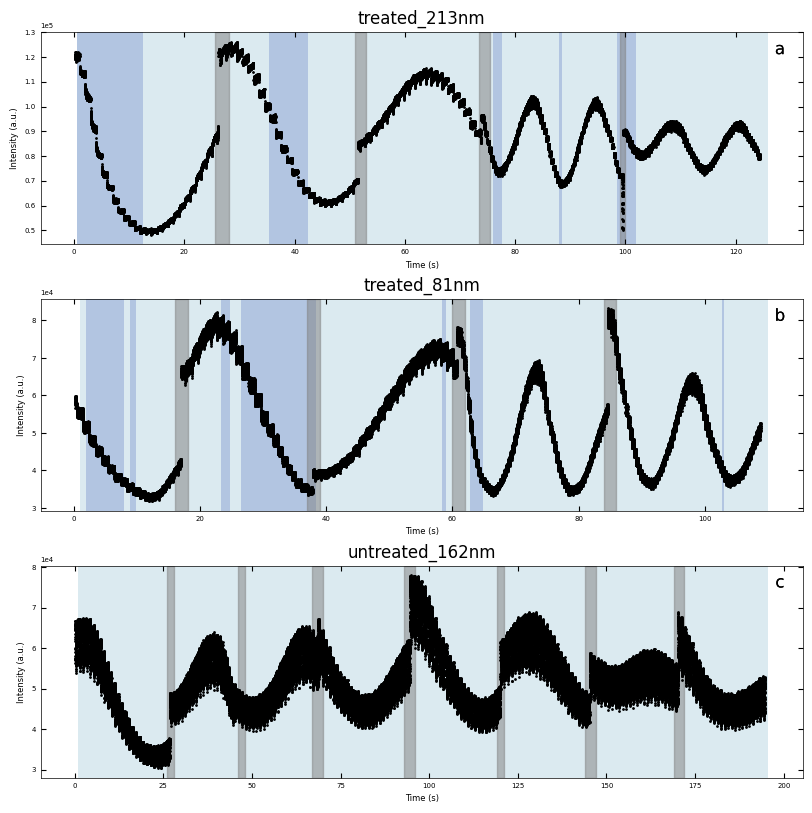 treated_213nm
1e5
a
1.3
1.2
1.1
1.0
0.9
0.8
0.7
0.6
0.5
Intensity (a.u.)
0 20 40 60 80 100 120
Time (s)
treated_81nm
1e4
b
8
7
6
5
4
3
Intensity (a.u.)
0 20 40 60 80 100
Time (s)
untreated_162nm
1e4
c
8
7
6
5
4
3
Intensity (a.u.)
0 25 50 75 100 125 150 175 200
Time (s)